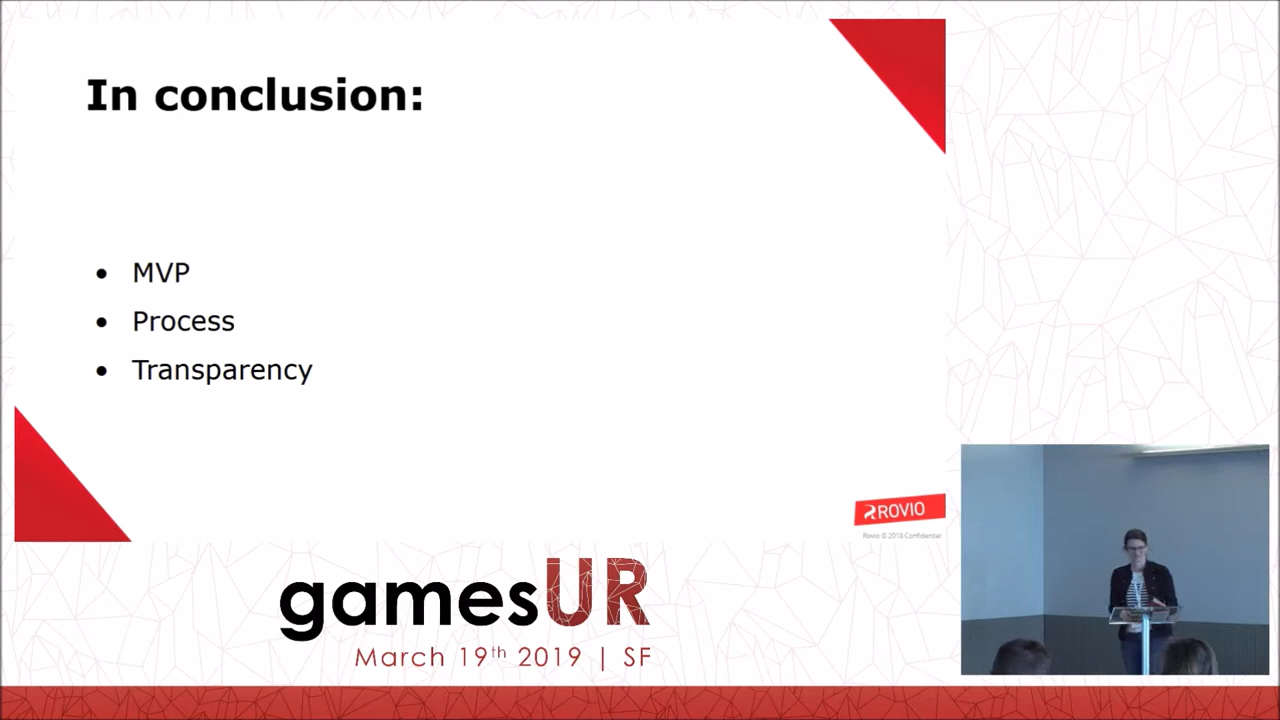 In conclusion:
• MVP
• Process
• Transparency
ROVIO
Rovio © 2018 Confidential
gamesUR
March 19th 2019 | SF